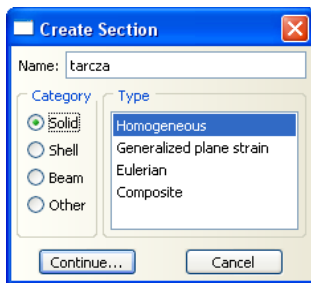 Create Section
Name: tarcza
Category
Type
Solid
Shell
Beam
Other
Homogeneous
Generalized plane strain
Eulerian
Composite
Continue...
Cancel